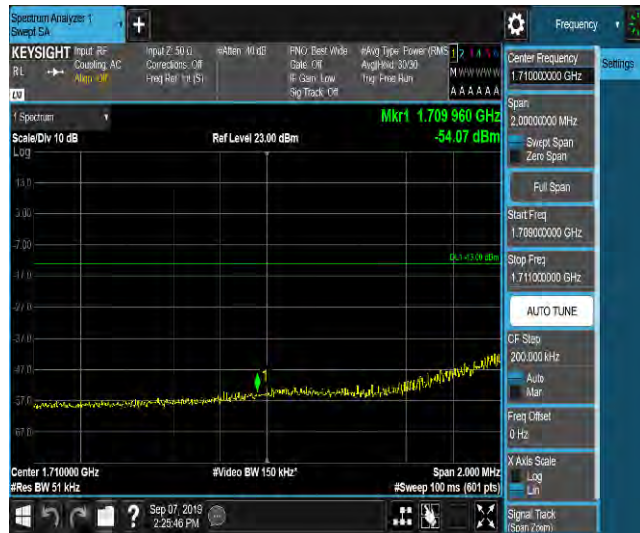 Spectrum Analyzer 1
Swept SA
+
Frequency
KEYSIGHT
RL
Input: RF
Coupling: AC
Align: Off
Input Z: 50 Ω
Corrections: Off
Freq Ref: Int (S)
#Atten: 40 dB
PNO: Best Wide
Gate: Off
IF Gain: Low
Sig Track: Off
#Avg Type: Power (RMS
Avg|Hold: 30/30
Trig: Free Run
1 2 3 4 5 6
M W W W W W
A A A A A A
LXI
1 Spectrum
Scale/Div 10 dB
Ref Level 23.00 dBm
Mkr1 1.709 960 GHz
-54.07 dBm
Log
13.0
3.00
-7.00
DL1 -13.00 dBm
-17.0
-27.0
-37.0
-47.0
1
-57.0
-67.0
Center 1.710000 GHz
#Video BW 150 kHz*
Span 2.000 MHz
#Res BW 51 kHz
#Sweep 100 ms (601 pts)
Sep 07, 2019
2:25:46 PM
?
Settings
Center Frequency
1.710000000 GHz
Span
2.00000000 MHz
Swept Span
Zero Span
Full Span
Start Freq
1.709000000 GHz
Stop Freq
1.711000000 GHz
AUTO TUNE
CF Step
200.000 kHz
Auto
Man
Freq Offset
0 Hz
X Axis Scale
Log
Lin
Signal Track
(Span Zoom)